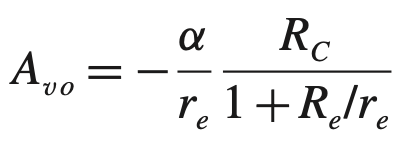 $A_{vo} = -\frac{\alpha}{r_e} \frac{R_C}{1 + R_e/r_e}$